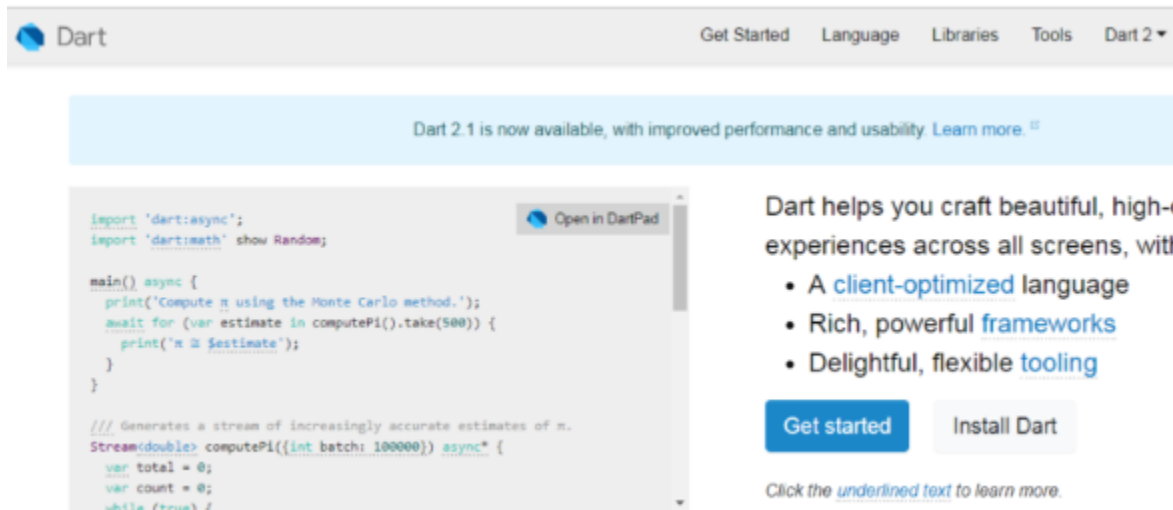 Dart
Get Started Language Libraries Tools Dart 2
Dart 2.1 is now available, with improved performance and usability. Learn more.
import 'dart:async';
import 'dart:math' show Random;
main() async {
print('Compute π using the Monte Carlo method.');
await for (var estimate in computePi().take(500)) {
print('π ≅ $estimate');
}
}
/// Generates a stream of increasingly accurate estimates of π.
Stream<double> computePi({int batch: 100000}) async* {
var total = 0;
var count = 0;
while (true) {
Open in DartPad
Dart helps you craft beautiful, high-
experiences across all screens, with
• A client-optimized language
• Rich, powerful frameworks
• Delightful, flexible tooling
Get started Install Dart
Click the underlined text to learn more.